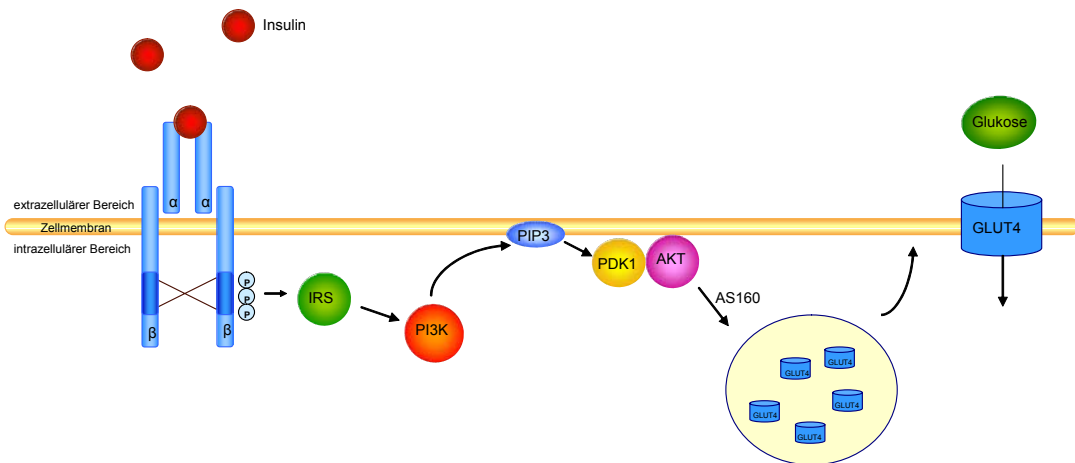 Insulin
Glukose
α
α
extrazellulärer Bereich
Zellmembran
intrazellulärer Bereich
GLUT4
PIP3
PDK1
AKT
P
P
P
IRS
AS160
β
β
PI3K
GLUT4
GLUT4
GLUT4
GLUT4
GLUT4